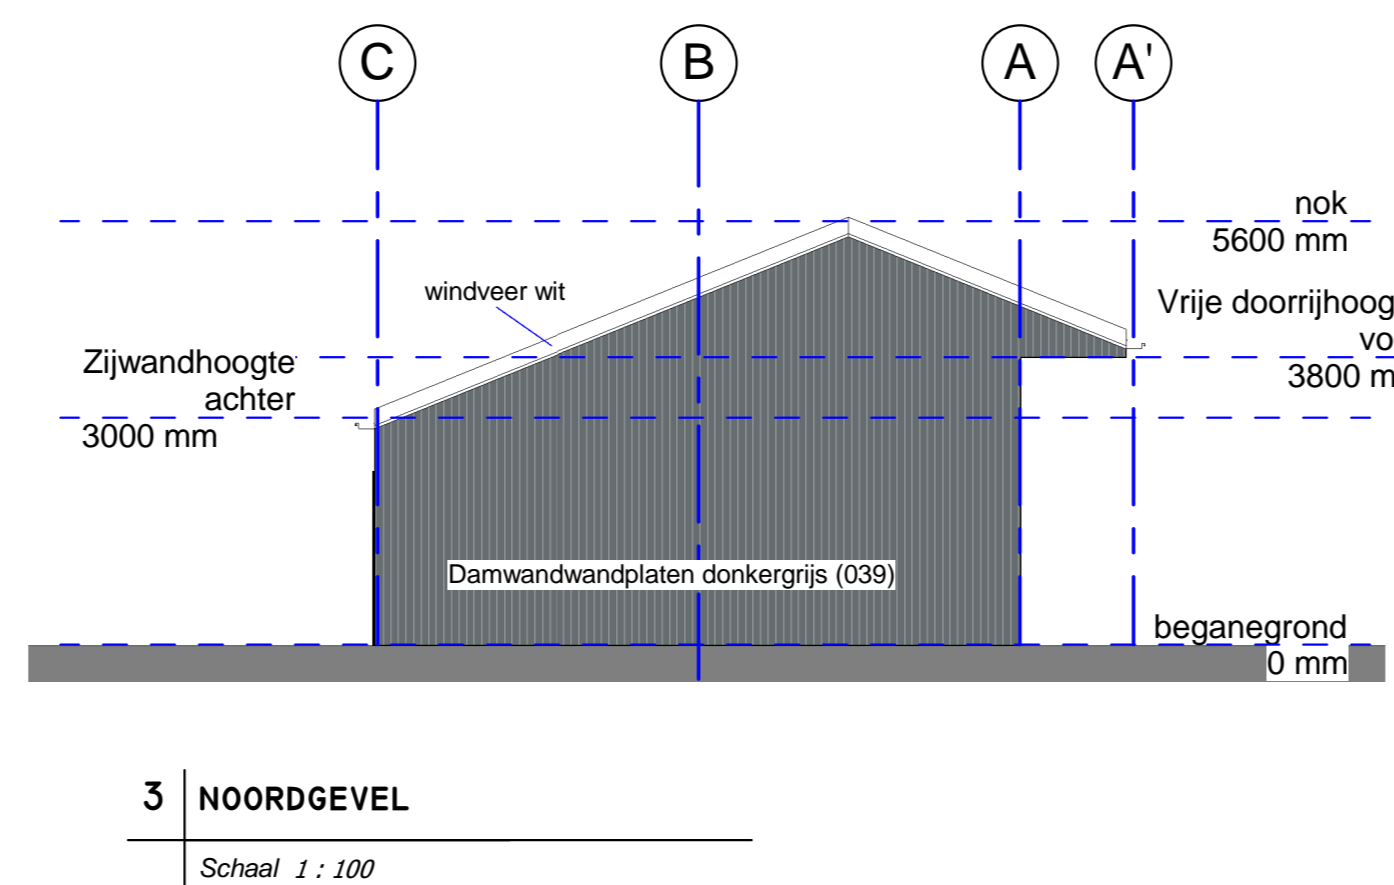 C B A A'
nok
5600 mm
windveer wit
Vrije doorrijhoog
vo
Zijwandhoogte
achter
3800 m
3000 mm
Damwandwandplaten donkergrijs (039)
beganegrond
0 mm
3 NOORDGEVEL
Schaal 1 : 100